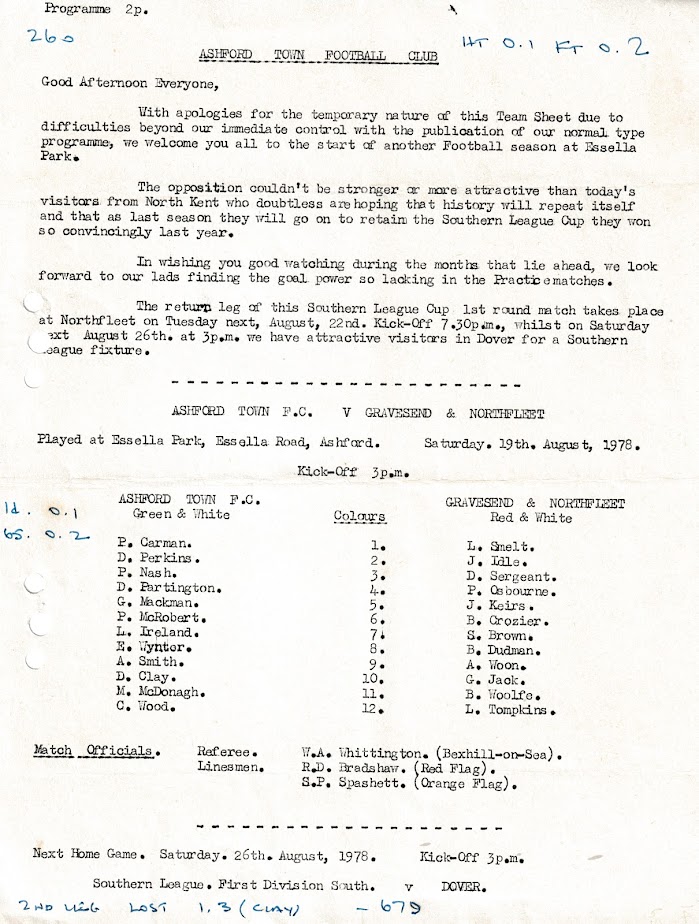 Programme 2p.
260
HT 0.1 FT 0.2
ASHFORD TOWN FOOTBALL CLUB
Good Afternoon Everyone,
With apologies for the temporary nature of this Team Sheet due to
difficulties beyond our immediate control with the publication of our normal type
programme, we welcome you all to the start of another Football season at Essella
Park.
The opposition couldn't be stronger or more attractive than today's
visitors from North Kent who doubtless are hoping that history will repeat itself
and that as last season they will go on to retain the Southern League Cup they won
so convincingly last year.
In wishing you good watching during the months that lie ahead, we look
forward to our lads finding the goal power so lacking in the Practice matches.
The return leg of this Southern League Cup 1st round match takes place
at Northfleet on Tuesday next, August, 22nd. Kick-Off 7.30p.m., whilst on Saturday
ext August 26th. at 3p.m. we have attractive visitors in Dover for a Southern
eague fixture.
ASHFORD TOWN F.C. V GRAVESEND & NORTHFLEET
Played at Essella Park, Essella Road, Ashford. Saturday. 19th. August, 1978.
Kick-Off 3p.m.
ASHFORD TOWN F.C. GRAVESEND & NORTHFLEET
Green & White Colours Red & White
1d. 0.1
65. 0.2
P. Carman. 1. L. Smelt.
D. Perkins. 2. J. Idle.
P. Nash. 3. D. Sergeant.
D. Partington. 4. P. Osbourne.
G. Mackman. 5. J. Keirs.
P. McRobert. 6. B. Crozier.
L. Ireland. 7. S. Brown.
E. Wynter. 8. B. Dudman.
A. Smith. 9. A. Woon.
D. Clay. 10. G. Jack.
M. McDonagh. 11. B. Woolfe.
C. Wood. 12. L. Tompkins.
Match Officials. Referee. W.A. Whittington. (Bexhill-on-Sea).
Linesmen. R.D. Bradshaw. (Red Flag).
S.P. Spashett. (Orange Flag).
Next Home Game. Saturday. 26th. August, 1978. Kick-Off 3p.m.
Southern League. First Division South. v DOVER.
2ND LEG LOST 1.3 (CLAY) - 679